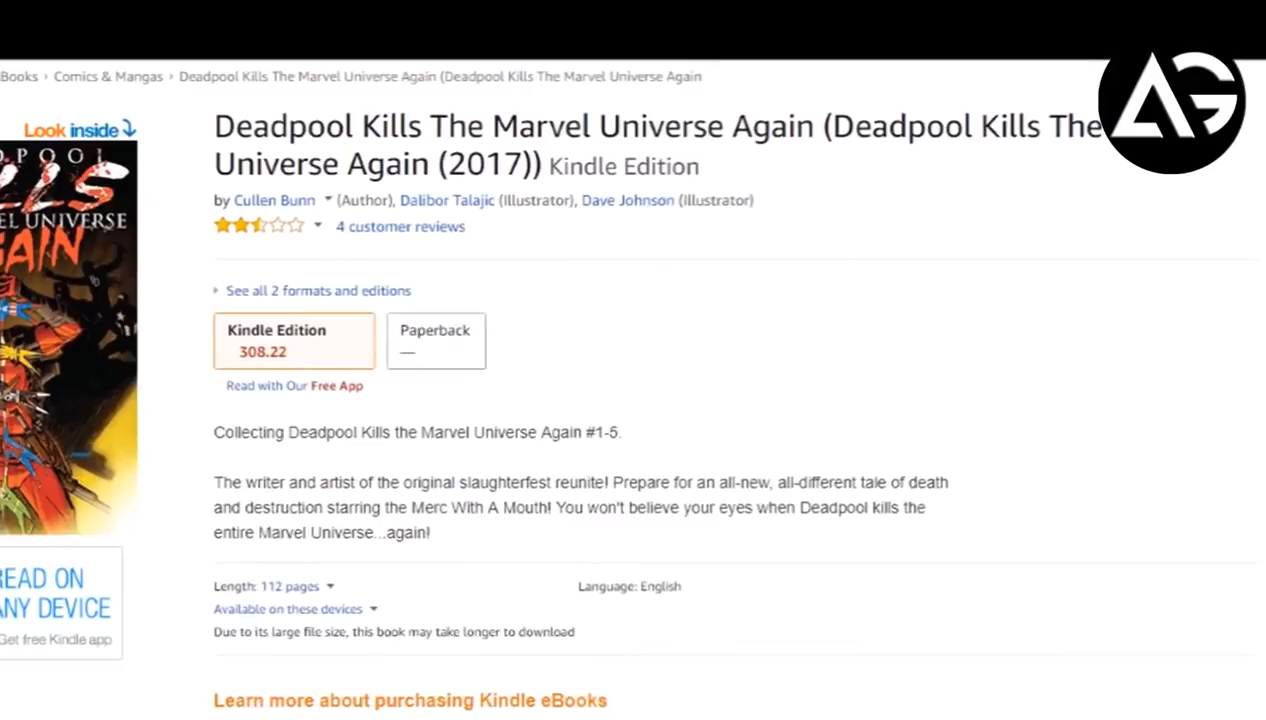 Books › Comics & Mangas › Deadpool Kills The Marvel Universe Again (Deadpool Kills The Marvel Universe Again
AG
Look inside
Deadpool Kills The Marvel Universe Again (Deadpool Kills The
Universe Again (2017)) Kindle Edition
by Cullen Bunn (Author), Dalibor Talajic (Illustrator), Dave Johnson (Illustrator)
4 customer reviews
UNIVERSE
AIN
See all 2 formats and editions
Kindle Edition
308.22
Paperback
—
Read with Our Free App
Collecting Deadpool Kills the Marvel Universe Again #1-5.
The writer and artist of the original slaughterfest reunite! Prepare for an all-new, all-different tale of death
and destruction starring the Merc With A Mouth! You won't believe your eyes when Deadpool kills the
entire Marvel Universe...again!
READ ON
ANY DEVICE
Get free Kindle app
Length: 112 pages
Language: English
Available on these devices
Due to its large file size, this book may take longer to download
Learn more about purchasing Kindle eBooks